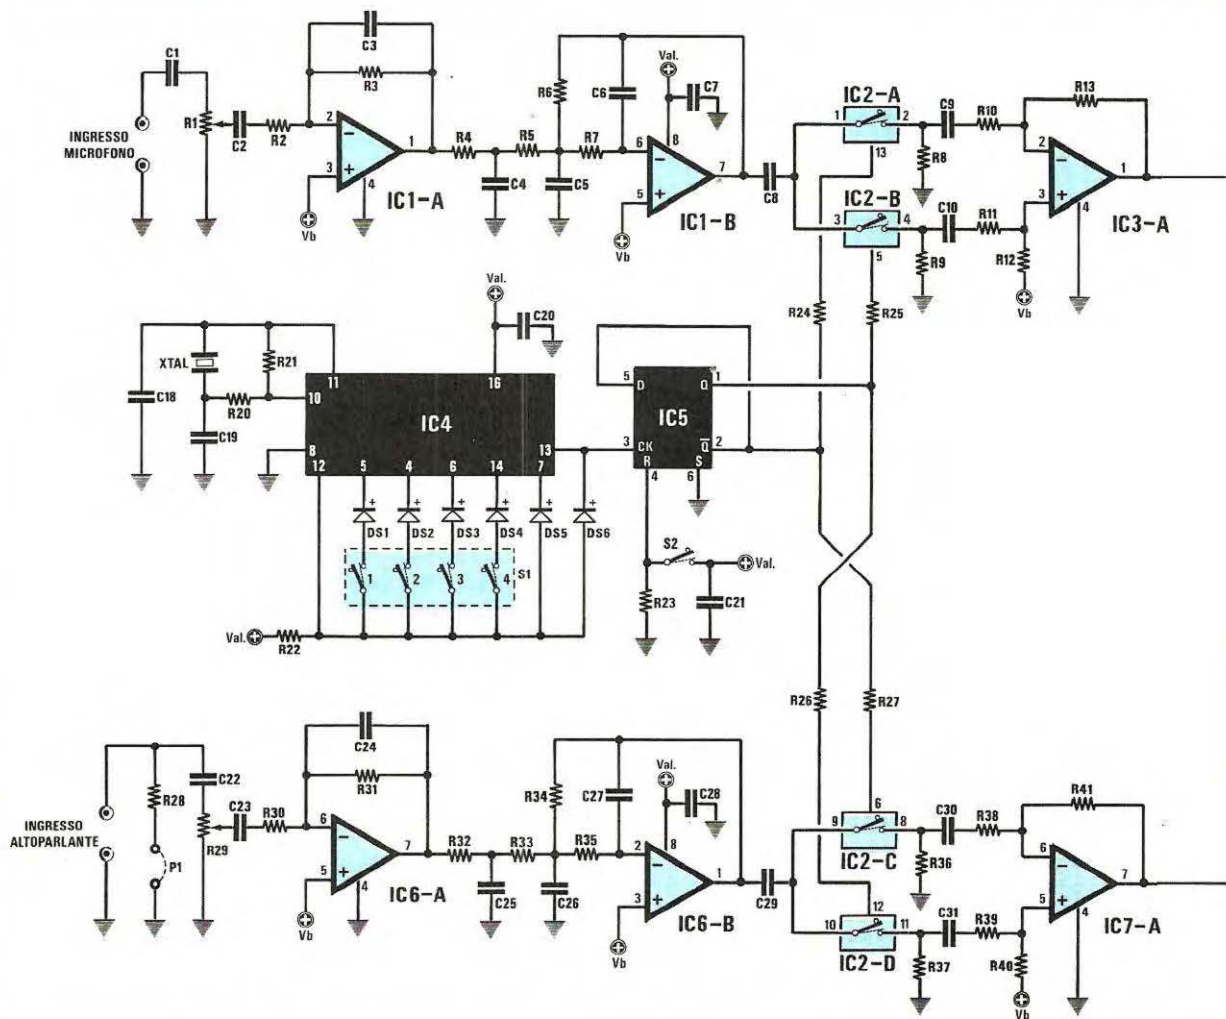 C1
INGRESSO
MICROFONO
R1
C2
R2
C3
R3
2
3
1
4
Vb
IC1-A
R4
C4
R5
C5
R6
R7
C6
Val.
C7
8
6
5
7
Vb
IC1-B
C8
IC2-A
1
2
13
C9
R10
R8
R13
IC2-B
3
4
5
C10
R11
R9
R12
Vb
2
3
1
4
IC3-A
R24
R25
XTAL
C18
C19
R20
R21
Val.
C20
11
16
10
8
12
5
4
6
14
7
13
IC4
DS1
DS2
DS3
DS4
DS5
DS6
1
2
3
4
S1
Val.
R22
5
D
Q
1
IC5
3
CK
Q
2
R
S
4
6
S2
Val.
R23
C21
R26
R27
INGRESSO
ALTOPARLANTE
R28
P1
C22
R29
C23
R30
C24
R31
6
5
7
4
Vb
IC6-A
R32
C25
R33
C26
R34
R35
C27
Val.
C28
8
2
3
1
Vb
IC6-B
C29
6
9
8
IC2-C
C30
R38
R36
R41
12
10
11
IC2-D
C31
R39
R37
R40
Vb
6
5
7
4
IC7-A